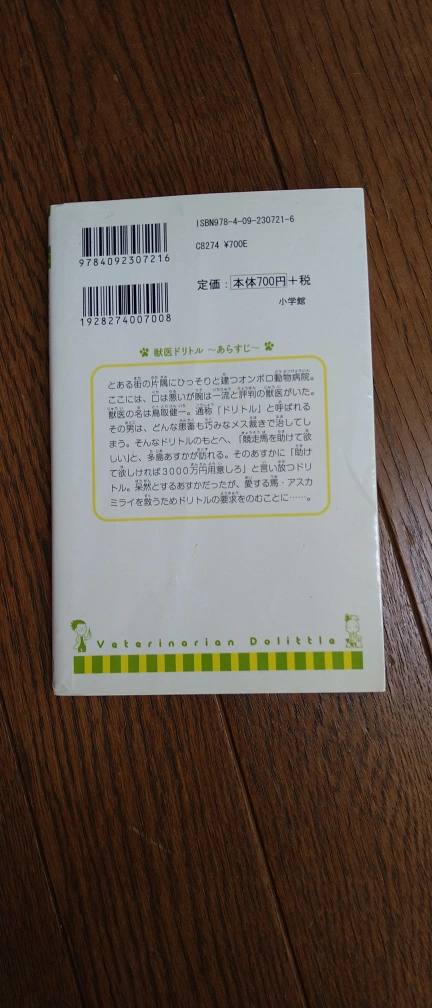 ISBN978-4-09-230721-6
C8274 ¥700E
9784092307216
定価：本体700円＋税
小学館
1928274007008
獣医ドリトル 〜あらすじ〜
とある街の片隅にひっそりと建つオンボロ動物病院。
ここには、口は悪いが腕は一流と評判の獣医がいた。
獣医の名は鳥取健一。通称「ドリトル」と呼ばれる
その男は、どんな患畜も巧みなメス裁きで治してし
まう。そんなドリトルのもとへ、「競走馬を助けて欲
しい」と、多島あすかが訪れる。そのあすかに「助け
て欲しければ3000万円用意しろ」と言い放つドリ
トル。呆然とするあすかだったが、愛する馬・アスカ
ミライを救うためドリトルの要求をのむことに……。
Veterinarian Dolittle